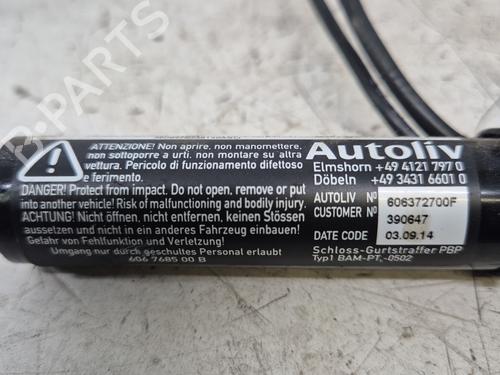 ATTENZIONE! Non aprire, non manomettere,
non sottoporre a urti, non montare su altra
vettura. Pericolo di funzionamento difettoso
e ferimento.
DANGER! Protect from impact. Do not open, remove or put
into another vehicle! Risk of malfunctioning and bodily injury.
ACHTUNG! Nicht öffnen, nicht entfernen, keinen Stössen
aussetzen und nicht in ein anderes Fahrzeug einbauen!
Gefahr von Fehlfunktion und Verletzung!
Umgang nur durch geschultes Personal erlaubt
606 7685 00 B
Autoliv
Elmshorn +49 4121 797 0
Döbeln +49 3431 6601 0
AUTOLIV Nº 606372700F
CUSTOMER Nº 390647
DATE CODE 03.09.14
Schloss-Gurtstraffer PBP
Typ1 BAM-PT,-0502
B-PARTS